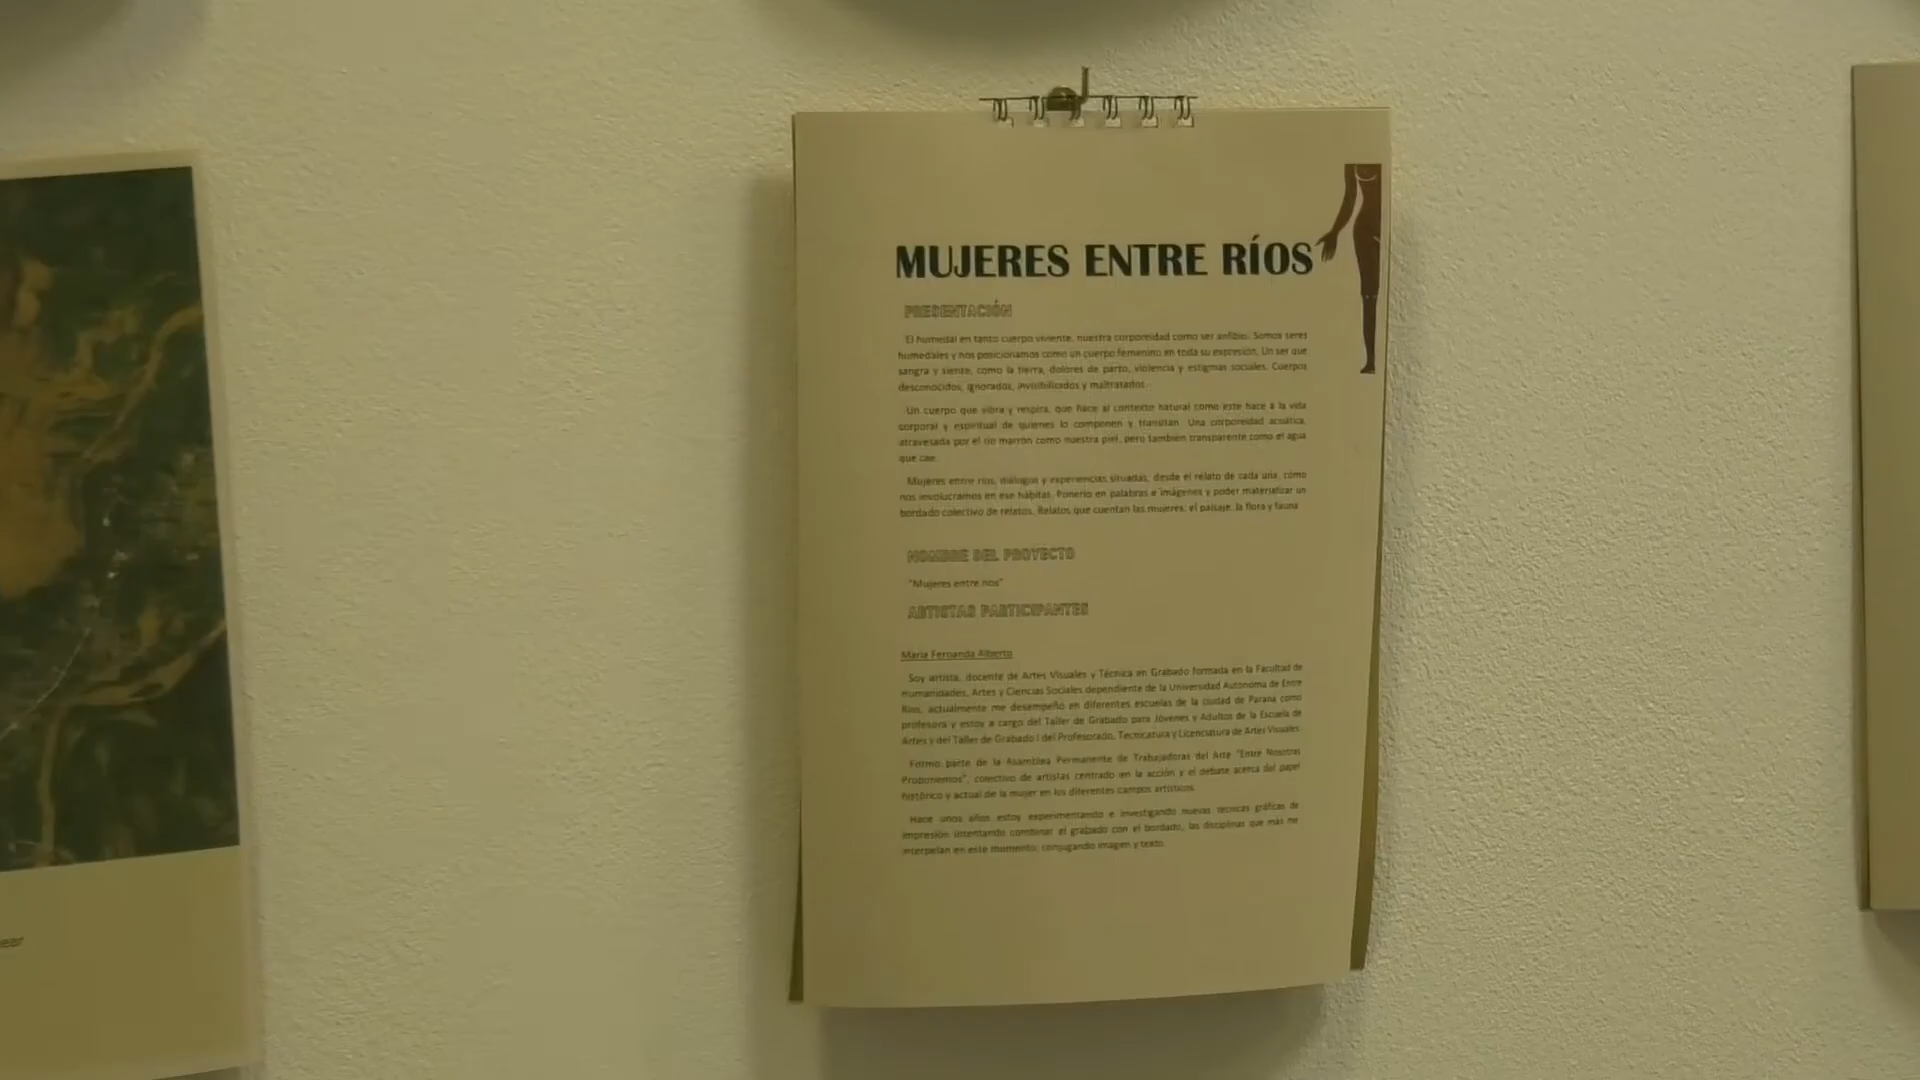 MUJERES ENTRE RÍOS
PRESENTACIÓN
El humedal en tanto cuerpo viviente, nuestra corporeidad como ser anfibio. Somos seres
humedales y nos posicionamos como un cuerpo femenino en toda su expresión. Un ser que
sangra y siente, como la tierra, dolores de parto, violencia y estigmas sociales. Cuerpos
desconocidos, ignorados, invisibilizados y maltratados.
Un cuerpo que vibra y respira, que hace al contexto natural como este hace a la vida
corporal y espiritual de quienes lo componen y transitan. Una corporeidad acuática,
atravesada por el río marrón como nuestra piel, pero también transparente como el agua
que cae.
Mujeres entre ríos, diálogos y experiencias situadas, desde el relato de cada una, cómo
nos involucramos en ese hábitat. Ponerlo en palabras e imágenes y poder materializar un
bordado colectivo de relatos. Relatos que cuentan las mujeres, el paisaje, la flora y fauna
NOMBRE DEL PROYECTO
"Mujeres entre ríos"
ARTISTAS PARTICIPANTES
María Fernanda Alberto
Soy artista, docente de Artes Visuales y Técnica en Grabado formada en la Facultad de
Humanidades, Artes y Ciencias Sociales dependiente de la Universidad Autónoma de Entre
Ríos, actualmente me desempeño en diferentes escuelas de la ciudad de Paraná como
profesora y estoy a cargo del Taller de Grabado para Jóvenes y Adultos de la Escuela de
Artes y del Taller de Grabado I del Profesorado, Tecnicatura y Licenciatura de Artes Visuales.
Formo parte de la Asamblea Permanente de Trabajadoras del Arte "Entre Nosotras
Proponemos", colectivo de artistas centrado en la acción y el debate acerca del papel
histórico y actual de la mujer en los diferentes campos artísticos.
Hace unos años estoy experimentando e investigando nuevas técnicas gráficas de
impresión intentando combinar el grabado con el bordado, las disciplinas que más me
interpelan en este momento, conjugando imagen y texto.